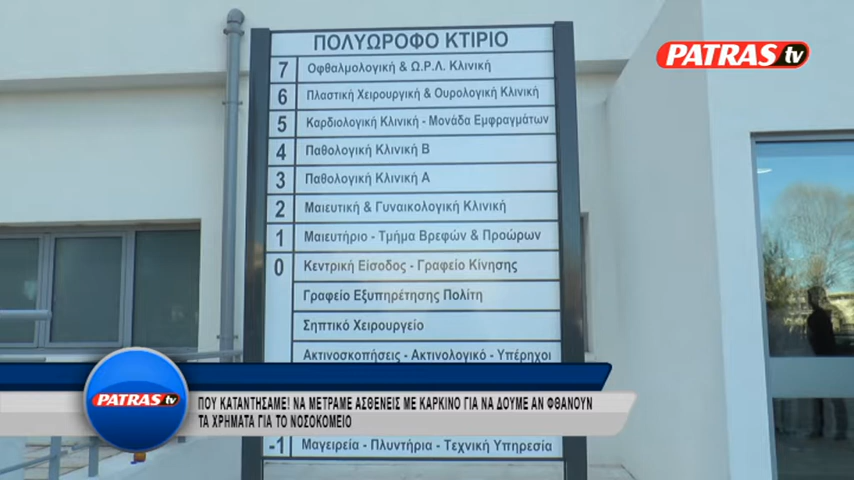 ΠΟΛΥΩΡΟΦΟ ΚΤΙΡΙΟ
PATRAS tv
7 Οφθαλμολογική & Ω.Ρ.Λ. Κλινική
6 Πλαστική Χειρουργική & Ουρολογική Κλινική
5 Καρδιολογική Κλινική - Μονάδα Εμφραγμάτων
4 Παθολογική Κλινική Β
3 Παθολογική Κλινική Α
2 Μαιευτική & Γυναικολογική Κλινική
1 Μαιευτήριο - Τμήμα Βρεφών & Προώρων
0 Κεντρική Είσοδος - Γραφείο Κίνησης
Γραφείο Εξυπηρέτησης Πολίτη
Σηπτικό Χειρουργείο
Ακτινοσκοπήσεις - Ακτινολογικό - Υπέρηχοι
PATRAS tv
ΠΟΥ ΚΑΤΑΝΤΗΣΑΜΕ! ΝΑ ΜΕΤΡΑΜΕ ΑΣΘΕΝΕΙΣ ΜΕ ΚΑΡΚΙΝΟ ΓΙΑ ΝΑ ΔΟΥΜΕ ΑΝ ΦΘΑΝΟΥΝ
ΤΑ ΧΡΗΜΑΤΑ ΓΙΑ ΤΟ ΝΟΣΟΚΟΜΕΙΟ
-1 Μαγειρεία - Πλυντήρια - Τεχνική Υπηρεσία